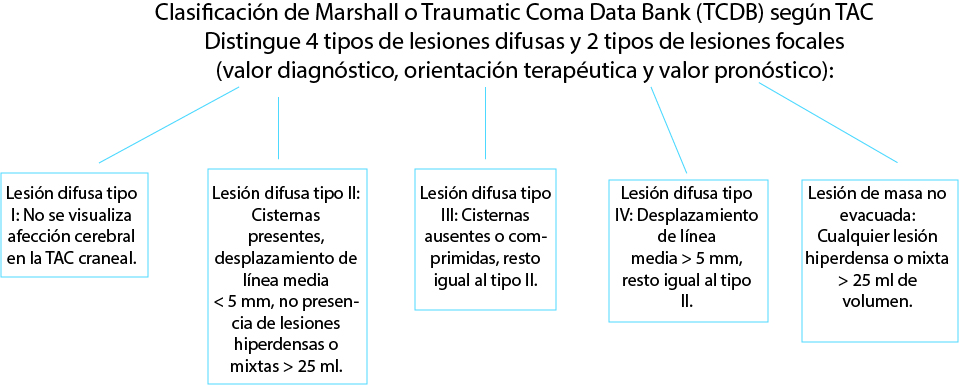 Clasificación de Marshall o Traumatic Coma Data Bank (TCDB) según TAC
Distingue 4 tipos de lesiones difusas y 2 tipos de lesiones focales
(valor diagnóstico, orientación terapéutica y valor pronóstico):
Lesión difusa tipo
I: No se visualiza
afección cerebral
en la TAC craneal.
Lesión difusa tipo II:
Cisternas
presentes,
desplazamiento de
línea media
< 5 mm, no presen-
cia de lesiones
hiperdensas o
mixtas > 25 ml.
Lesión difusa tipo
III: Cisternas
ausentes o com-
primidas, resto
igual al tipo II.
Lesión difusa tipo
IV: Desplazamiento
de línea
media > 5 mm,
resto igual al tipo
II.
Lesión de masa no
evacuada:
Cualquier lesión
hiperdensa o mixta
> 25 ml de
volumen.